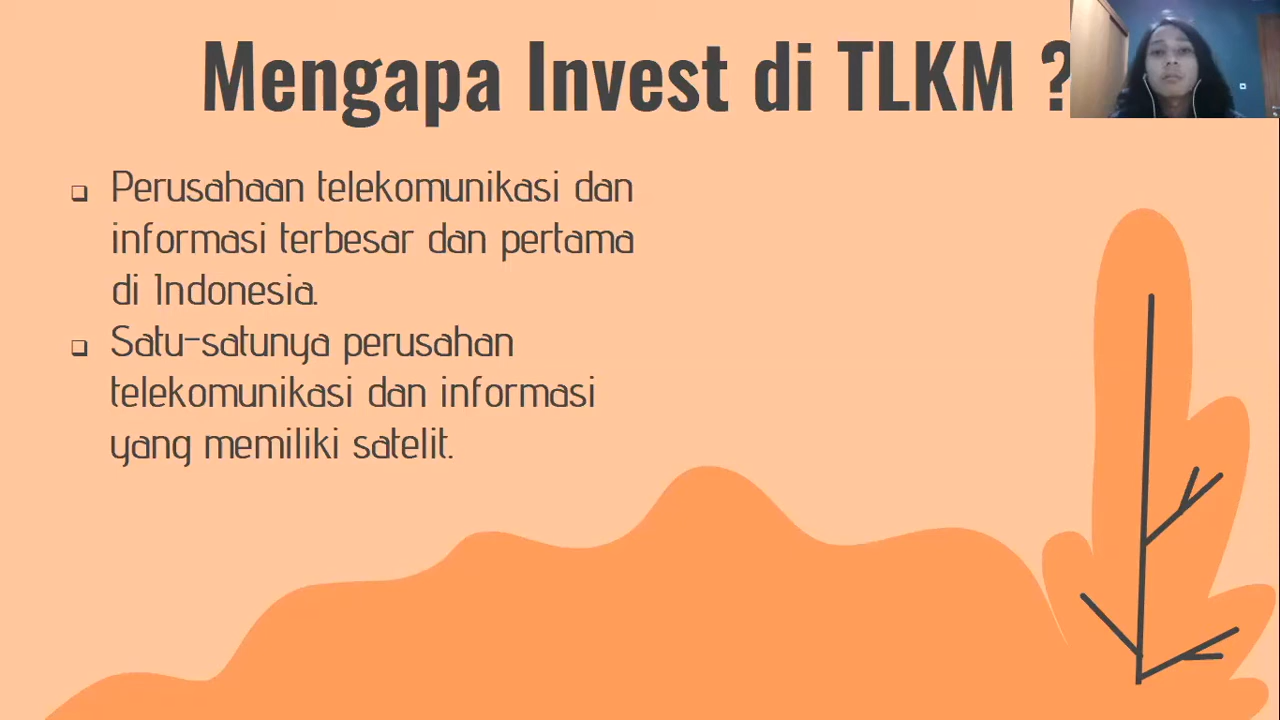 Mengapa Invest di TLKM ?
❑ Perusahaan telekomunikasi dan
informasi terbesar dan pertama
di Indonesia.
❑ Satu-satunya perusahan
telekomunikasi dan informasi
yang memiliki satelit.